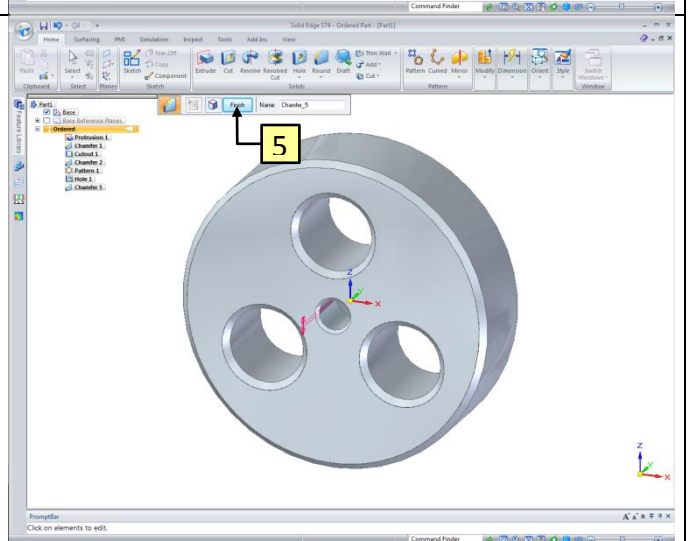 Command Finder
Solid Edge ST4 - Ordered Part - [Part1]
Home Surfacing PMI Simulation Inspect Tools Add Ins View
Paste Select Sketch Tear-Off Copy Component Extrude Cut Revolve Revolved Cut Hole Round Draft Thin Wall Add Cut Pattern Curved Mirror Modify Dimension Orient Style Switch Windows
Clipboard Select Planes Sketch Solids Pattern Window
Feature Library
Part1
Base
Base Reference Planes
Ordered
Protrusion 1
Chamfer 1
Cutout 1
Chamfer 2
Pattern 1
Hole 1
Chamfer 5
Finish Name: Chamfer_5
5
Z
Y
X
Z
Y
X
PromptBar
Click on elements to edit.
Command Finder